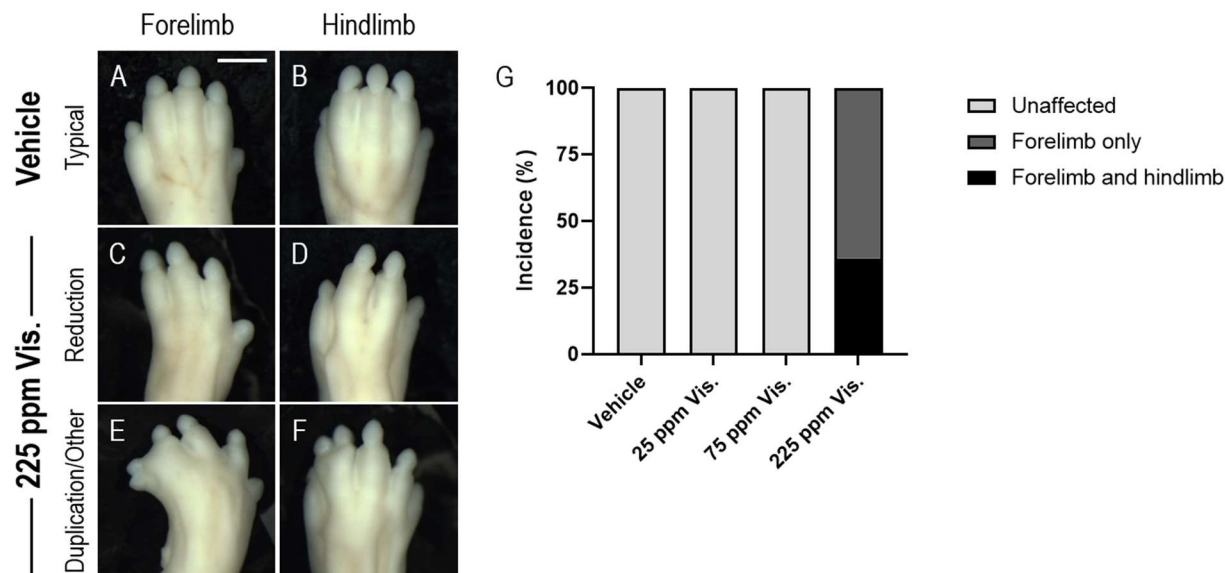 Forelimb
Hindlimb
Vehicle
Typical
A
B
225 ppm Vis.
Reduction
C
D
Duplication/Other
E
F
G
Incidence (%)
100
75
50
25
0
Vehicle
25 ppm Vis.
75 ppm Vis.
225 ppm Vis.
Unaffected
Forelimb only
Forelimb and hindlimb